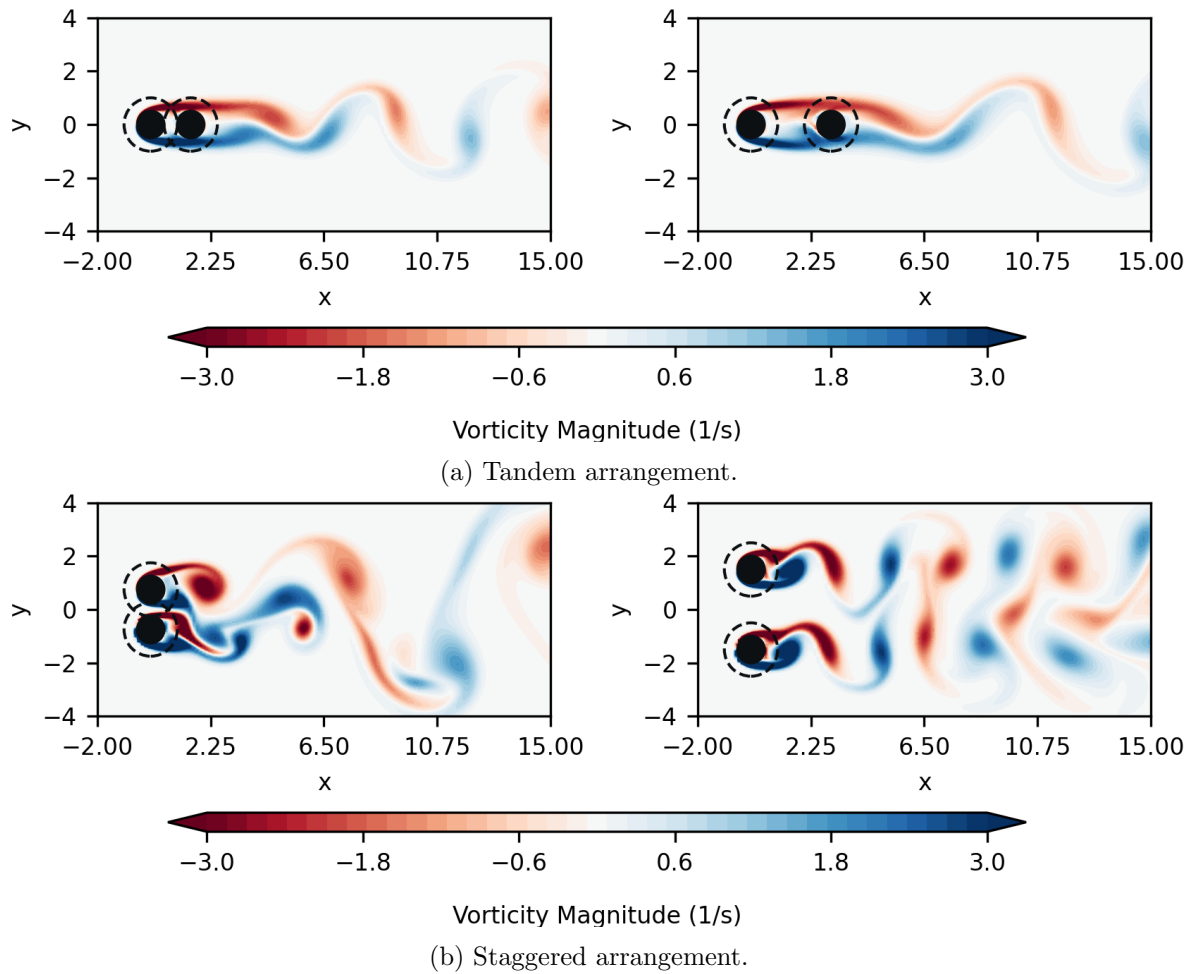 4
2
0
−2
−4
y
−2.00 2.25 6.50 10.75 15.00
x
4
2
0
−2
−4
y
−2.00 2.25 6.50 10.75 15.00
x
−3.0 −1.8 −0.6 0.6 1.8 3.0
Vorticity Magnitude (1/s)
(a) Tandem arrangement.
4
2
0
−2
−4
y
−2.00 2.25 6.50 10.75 15.00
x
4
2
0
−2
−4
y
−2.00 2.25 6.50 10.75 15.00
x
−3.0 −1.8 −0.6 0.6 1.8 3.0
Vorticity Magnitude (1/s)
(b) Staggered arrangement.